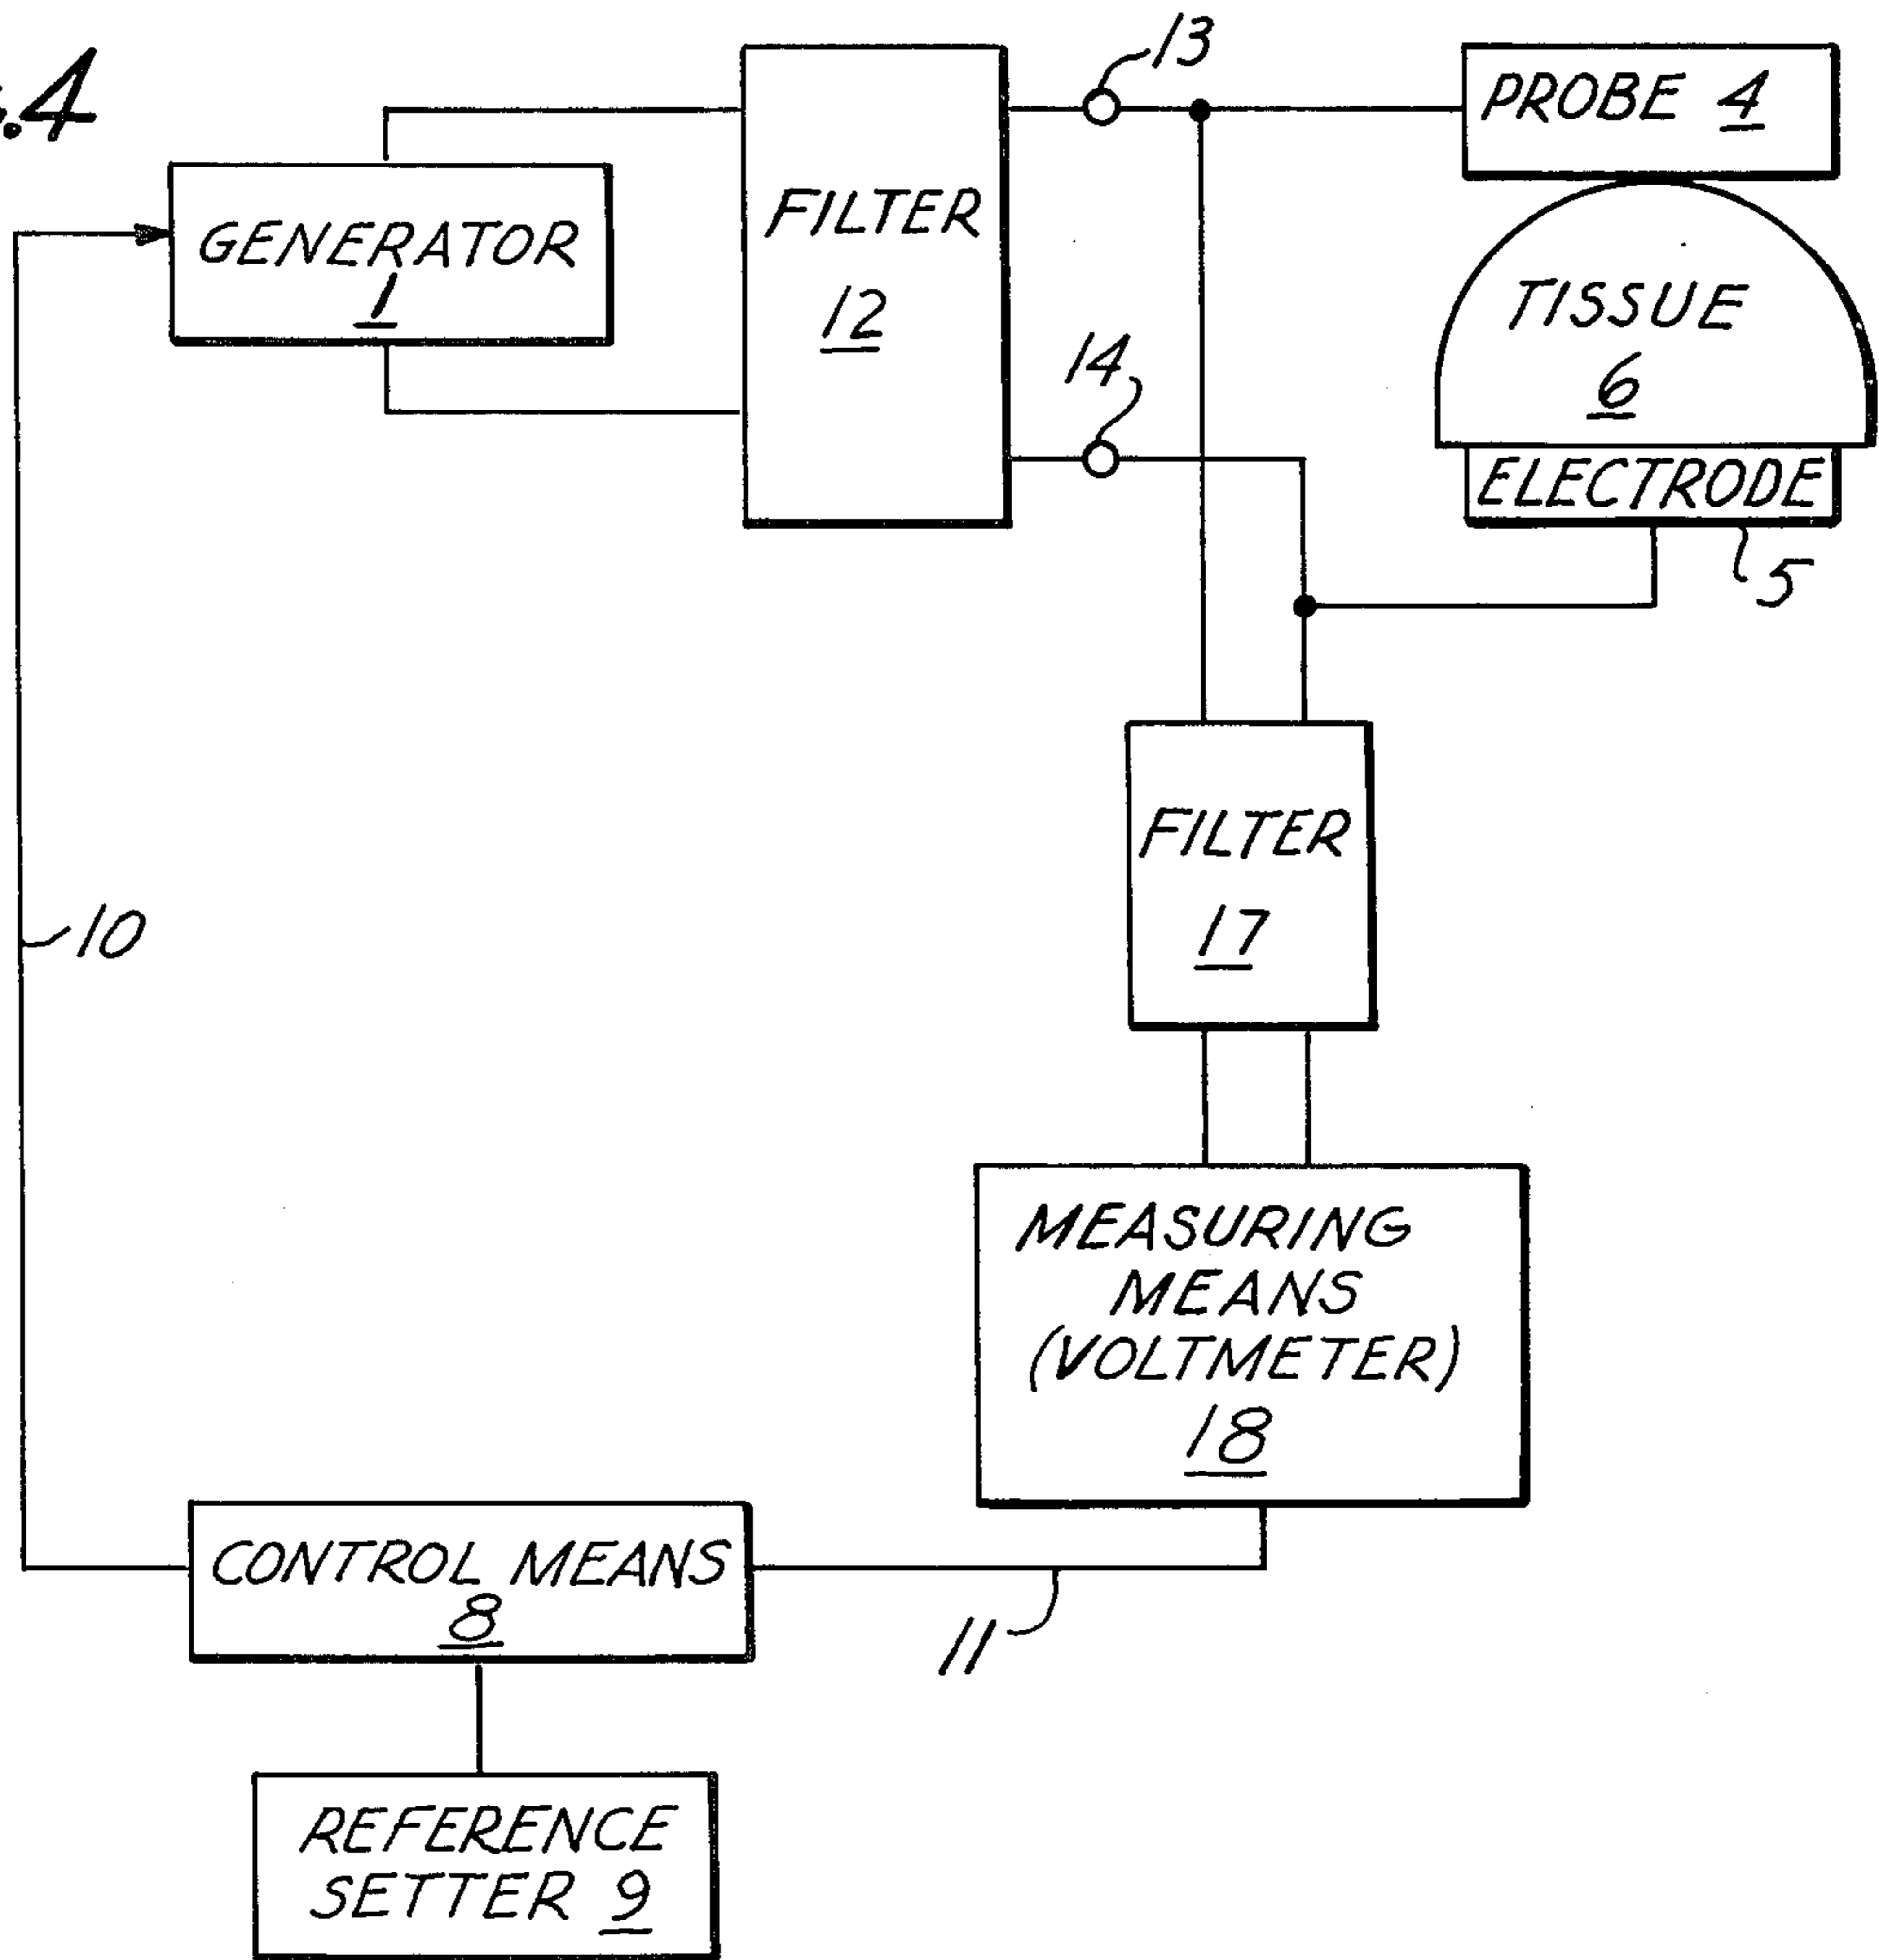 .4
13
PROBE 4
GENERATOR
1
FILTER
12
TISSUE
6
14
ELECTRODE
5
FILTER
17
10
MEASURING
MEANS
(VOLTMETER)
18
CONTROL MEANS
8
11
REFERENCE
SETTER 9